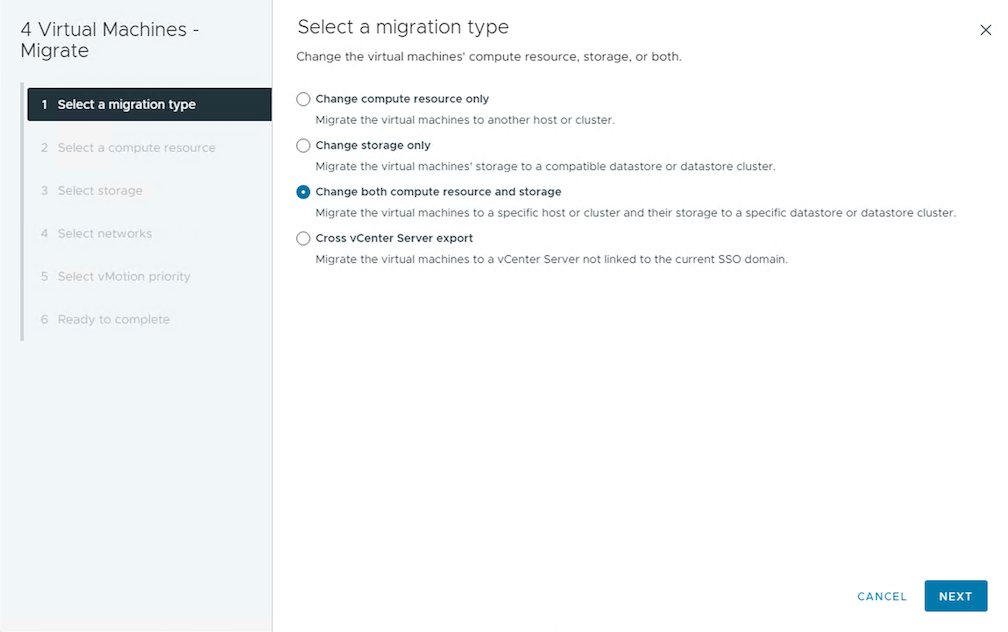 4 Virtual Machines -
Migrate
1 Select a migration type
2 Select a compute resource
3 Select storage
4 Select networks
5 Select vMotion priority
6 Ready to complete
Select a migration type
Change the virtual machines' compute resource, storage, or both.
Change compute resource only
Migrate the virtual machines to another host or cluster.
Change storage only
Migrate the virtual machines' storage to a compatible datastore or datastore cluster.
Change both compute resource and storage
Migrate the virtual machines to a specific host or cluster and their storage to a specific datastore or datastore cluster.
Cross vCenter Server export
Migrate the virtual machines to a vCenter Server not linked to the current SSO domain.
CANCEL
NEXT